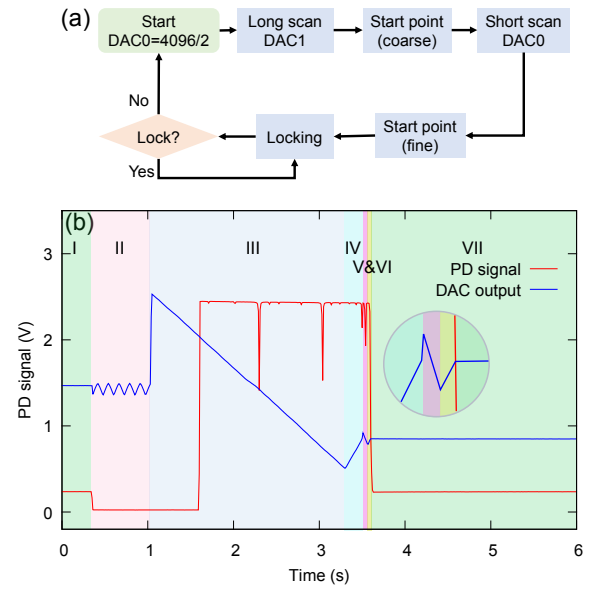 (a)
Start
DAC0=4096/2
Long scan
DAC1
Start point
(coarse)
Short scan
DAC0
No
Lock?
Locking
Start point
(fine)
Yes
(b)
I
II
III
IV
V&VI
VII
PD signal
DAC output
3
2
1
0
PD signal (V)
0
1
2
3
4
5
6
Time (s)